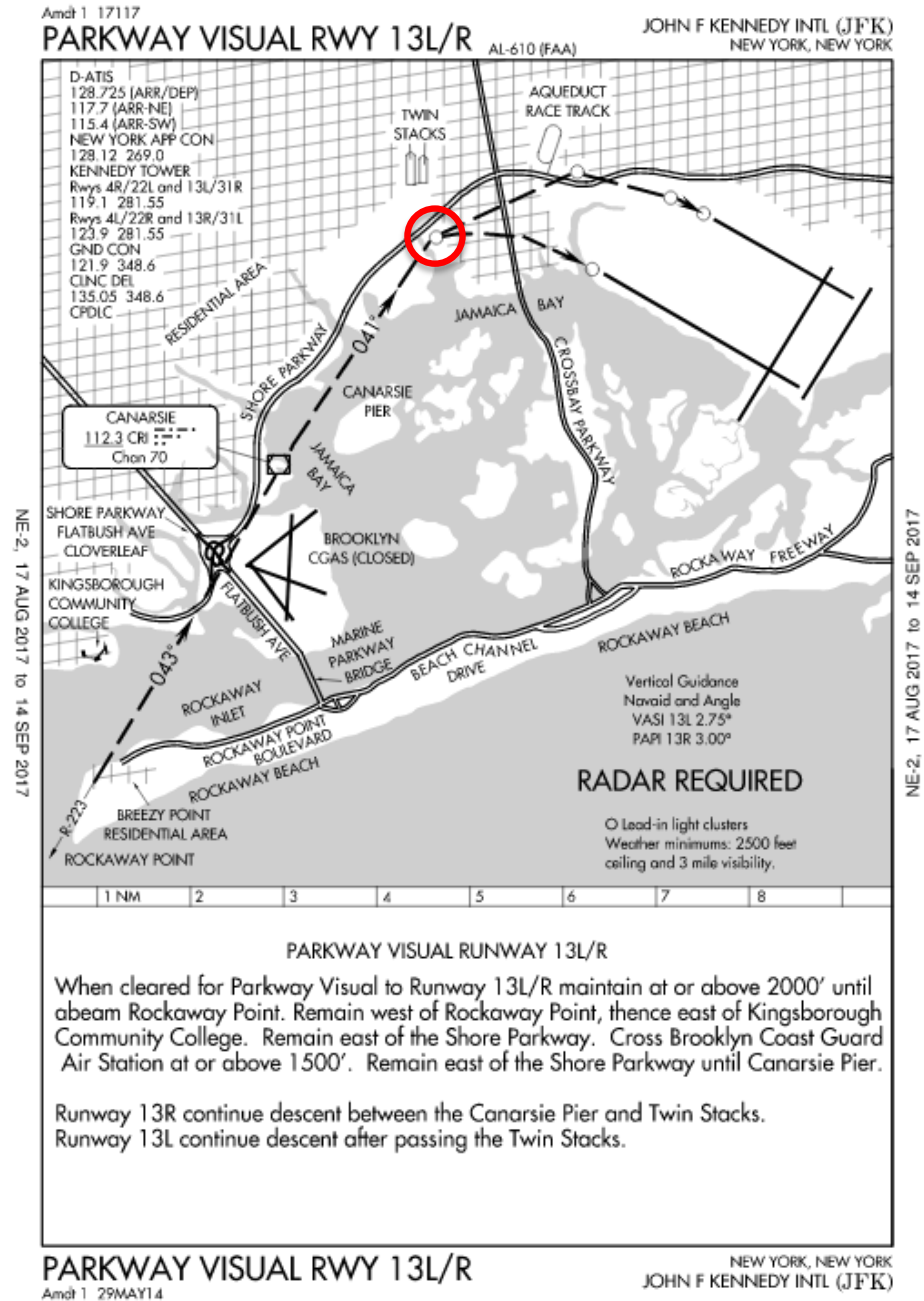 Amdt 1 17117
PARKWAY VISUAL RWY 13L/R
AL-610 (FAA)
JOHN F KENNEDY INTL (JFK)
NEW YORK, NEW YORK
D-ATIS
128.725 (ARR/DEP)
117.7 (ARR-NE)
115.4 (ARR-SW)
NEW YORK APP CON
128.12 269.0
KENNEDY TOWER
Rwys 4R/22L and 13L/31R
119.1 281.55
Rwys 4L/22R and 13R/31L
123.9 281.55
GND CON
121.9 348.6
CLNC DEL
135.05 348.6
CPDLC
TWIN
STACKS
AQUEDUCT
RACE TRACK
RESIDENTIAL AREA
SHORE PARKWAY
041°
JAMAICA BAY
CROSSBAY PARKWAY
CANARSIE
PIER
CANARSIE
112.3 CRI
Chan 70
JAMAICA
BAY
SHORE PARKWAY
FLATBUSH AVE
CLOVERLEAF
BROOKLYN
CGAS (CLOSED)
KINGSBOROUGH
COMMUNITY
COLLEGE
FLATBUSH AVE
043°
MARINE
PARKWAY
BRIDGE
BEACH CHANNEL
DRIVE
ROCKAWAY FREEWAY
ROCKAWAY BEACH
ROCKAWAY
INLET
ROCKAWAY POINT
BOULEVARD
ROCKAWAY BEACH
BREEZY POINT
RESIDENTIAL AREA
R-223
ROCKAWAY POINT
Vertical Guidance
Navaid and Angle
VASI 13L 2.75°
PAPI 13R 3.00°
RADAR REQUIRED
O Lead-in light clusters
Weather minimums: 2500 feet
ceiling and 3 mile visibility.
1 NM 2 3 4 5 6 7 8
NE-2, 17 AUG 2017 to 14 SEP 2017
NE-2, 17 AUG 2017 to 14 SEP 2017
PARKWAY VISUAL RUNWAY 13L/R
When cleared for Parkway Visual to Runway 13L/R maintain at or above 2000' until
abeam Rockaway Point. Remain west of Rockaway Point, thence east of Kingsborough
Community College. Remain east of the Shore Parkway. Cross Brooklyn Coast Guard
Air Station at or above 1500'. Remain east of the Shore Parkway until Canarsie Pier.
Runway 13R continue descent between the Canarsie Pier and Twin Stacks.
Runway 13L continue descent after passing the Twin Stacks.
PARKWAY VISUAL RWY 13L/R
Amdt 1 29MAY14
NEW YORK, NEW YORK
JOHN F KENNEDY INTL (JFK)